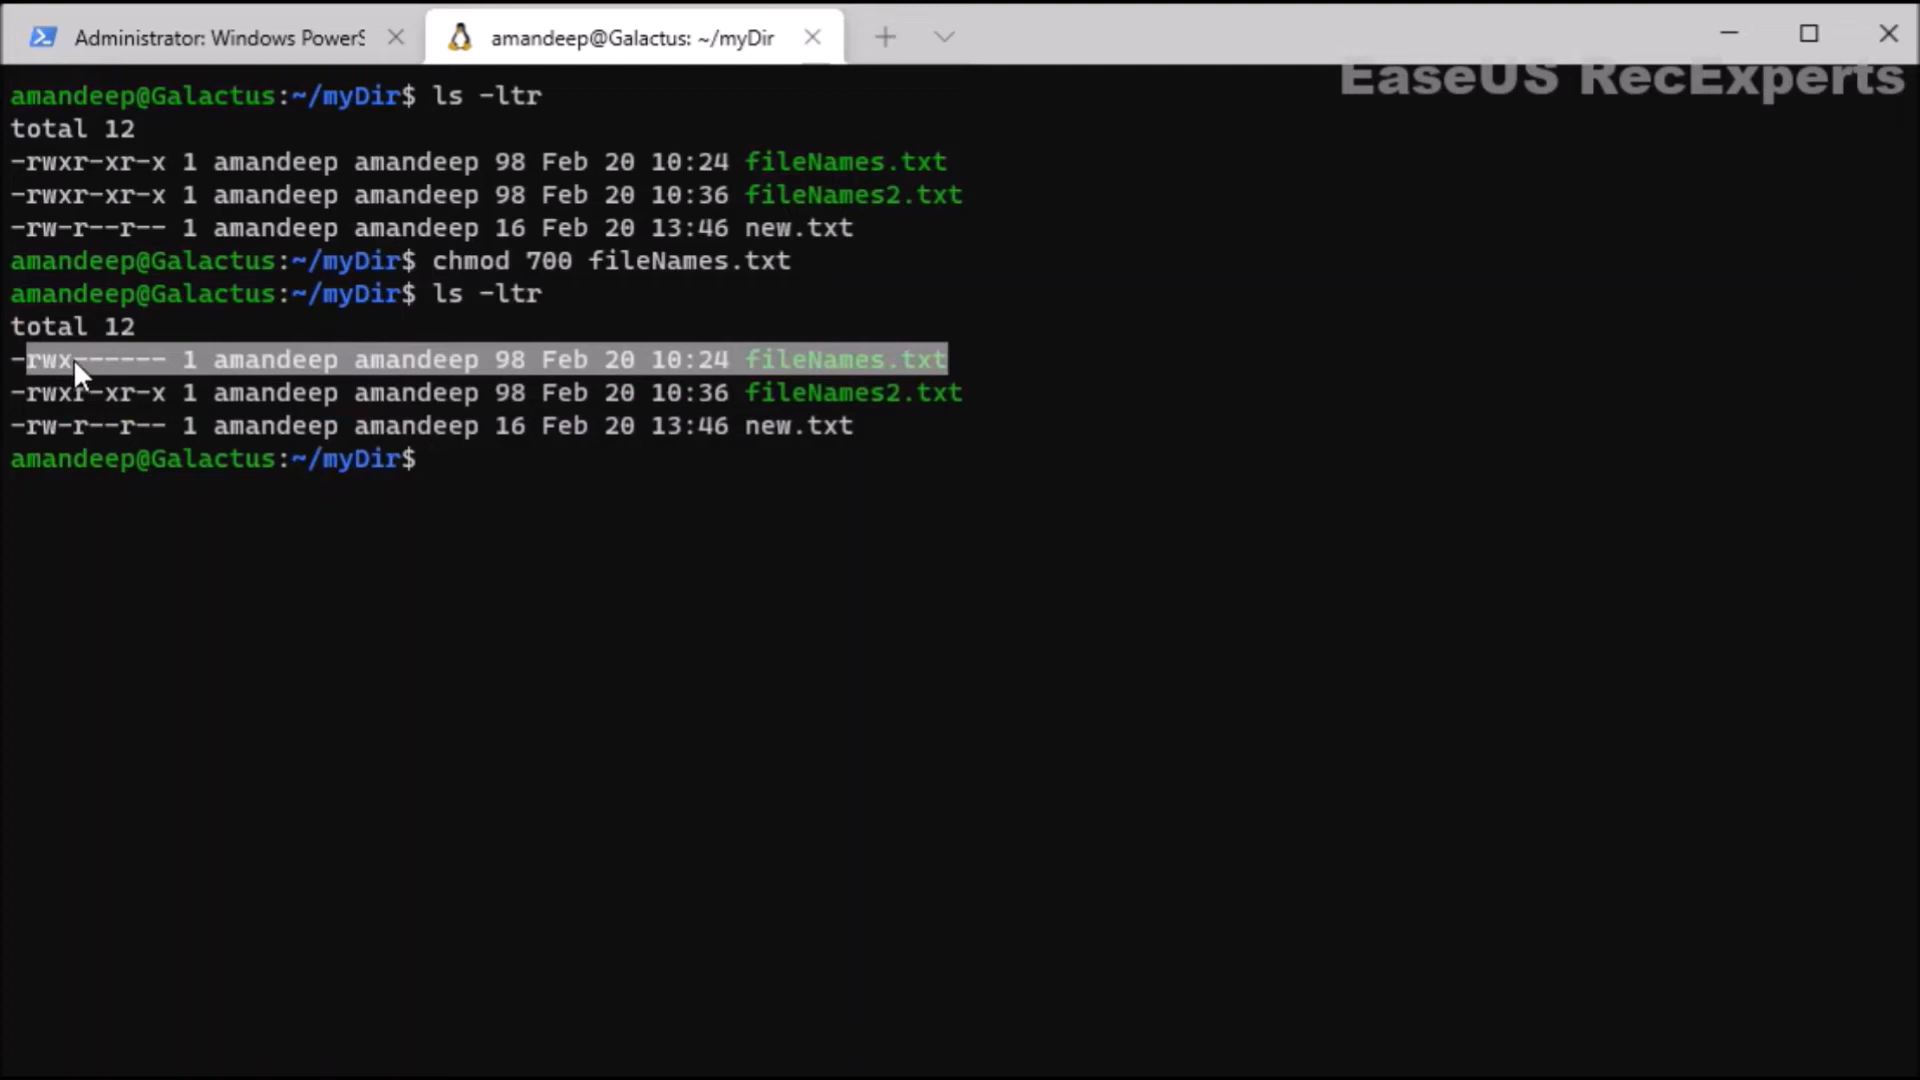 Administrator: Windows PowerS
amandeep@Galactus: ~/myDir
EaseUS RecExperts
amandeep@Galactus:~/myDir$ ls -ltr
total 12
-rwxr-xr-x 1 amandeep amandeep 98 Feb 20 10:24 fileNames.txt
-rwxr-xr-x 1 amandeep amandeep 98 Feb 20 10:36 fileNames2.txt
-rw-r--r-- 1 amandeep amandeep 16 Feb 20 13:46 new.txt
amandeep@Galactus:~/myDir$ chmod 700 fileNames.txt
amandeep@Galactus:~/myDir$ ls -ltr
total 12
-rwx------ 1 amandeep amandeep 98 Feb 20 10:24 fileNames.txt
-rwxr-xr-x 1 amandeep amandeep 98 Feb 20 10:36 fileNames2.txt
-rw-r--r-- 1 amandeep amandeep 16 Feb 20 13:46 new.txt
amandeep@Galactus:~/myDir$